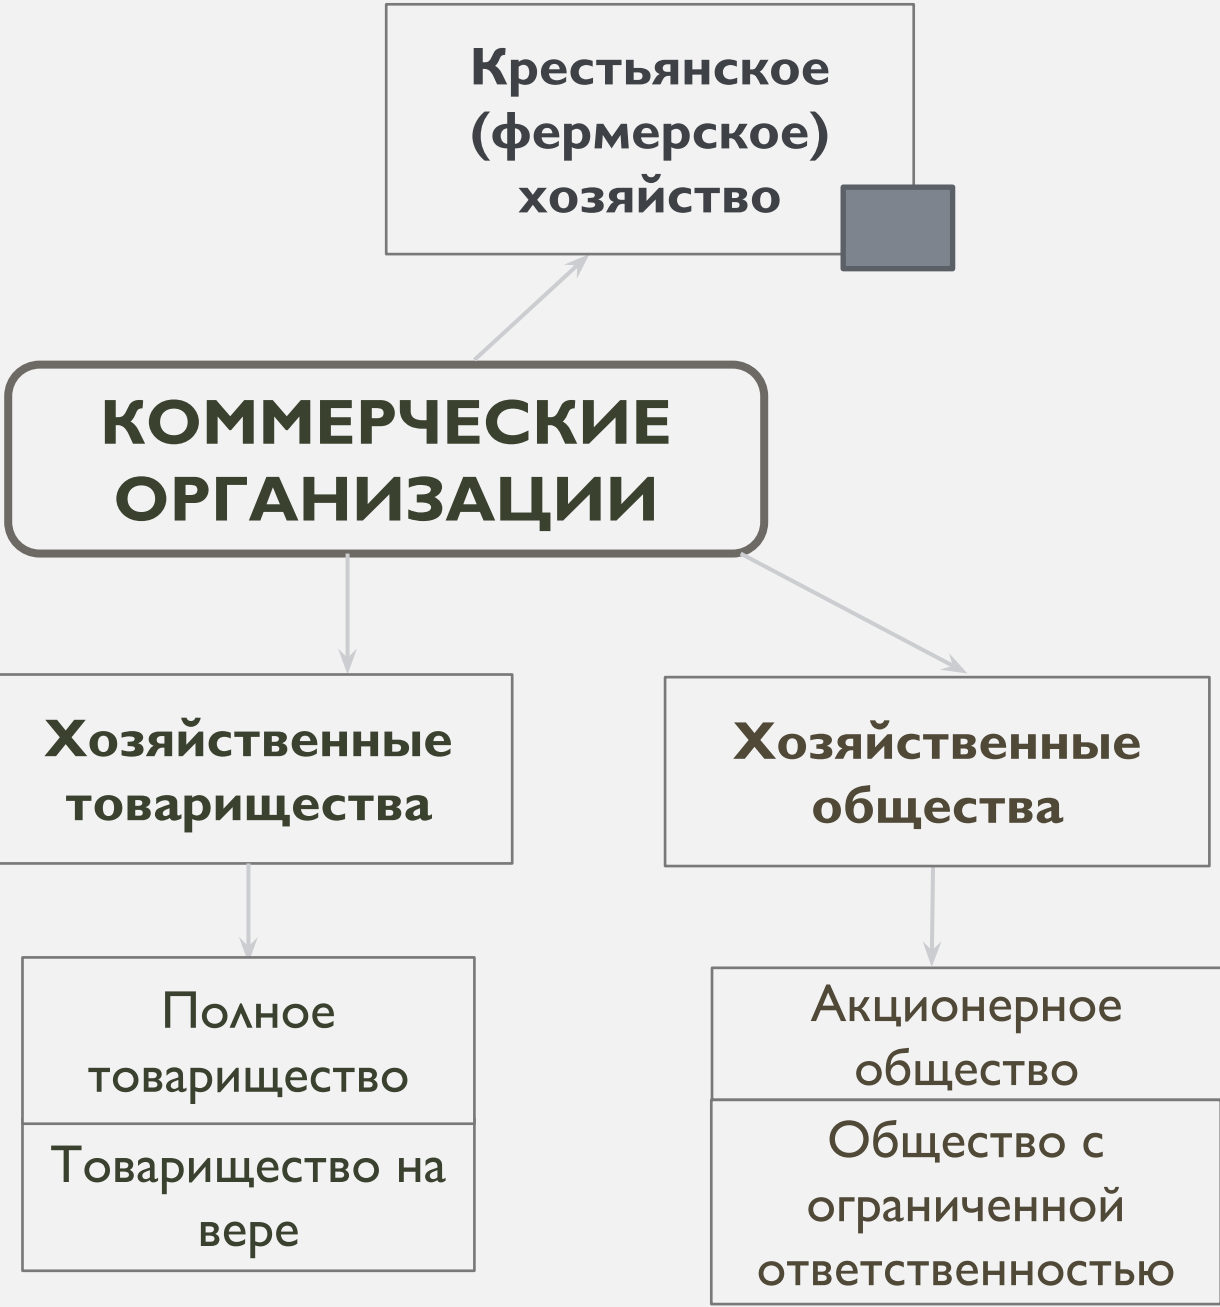 Крестьянское
(фермерское)
хозяйство
КОММЕРЧЕСКИЕ
ОРГАНИЗАЦИИ
Хозяйственные
товарищества
Хозяйственные
общества
Полное
товарищество
Товарищество на
вере
Акционерное
общество
Общество с
ограниченной
ответственностью